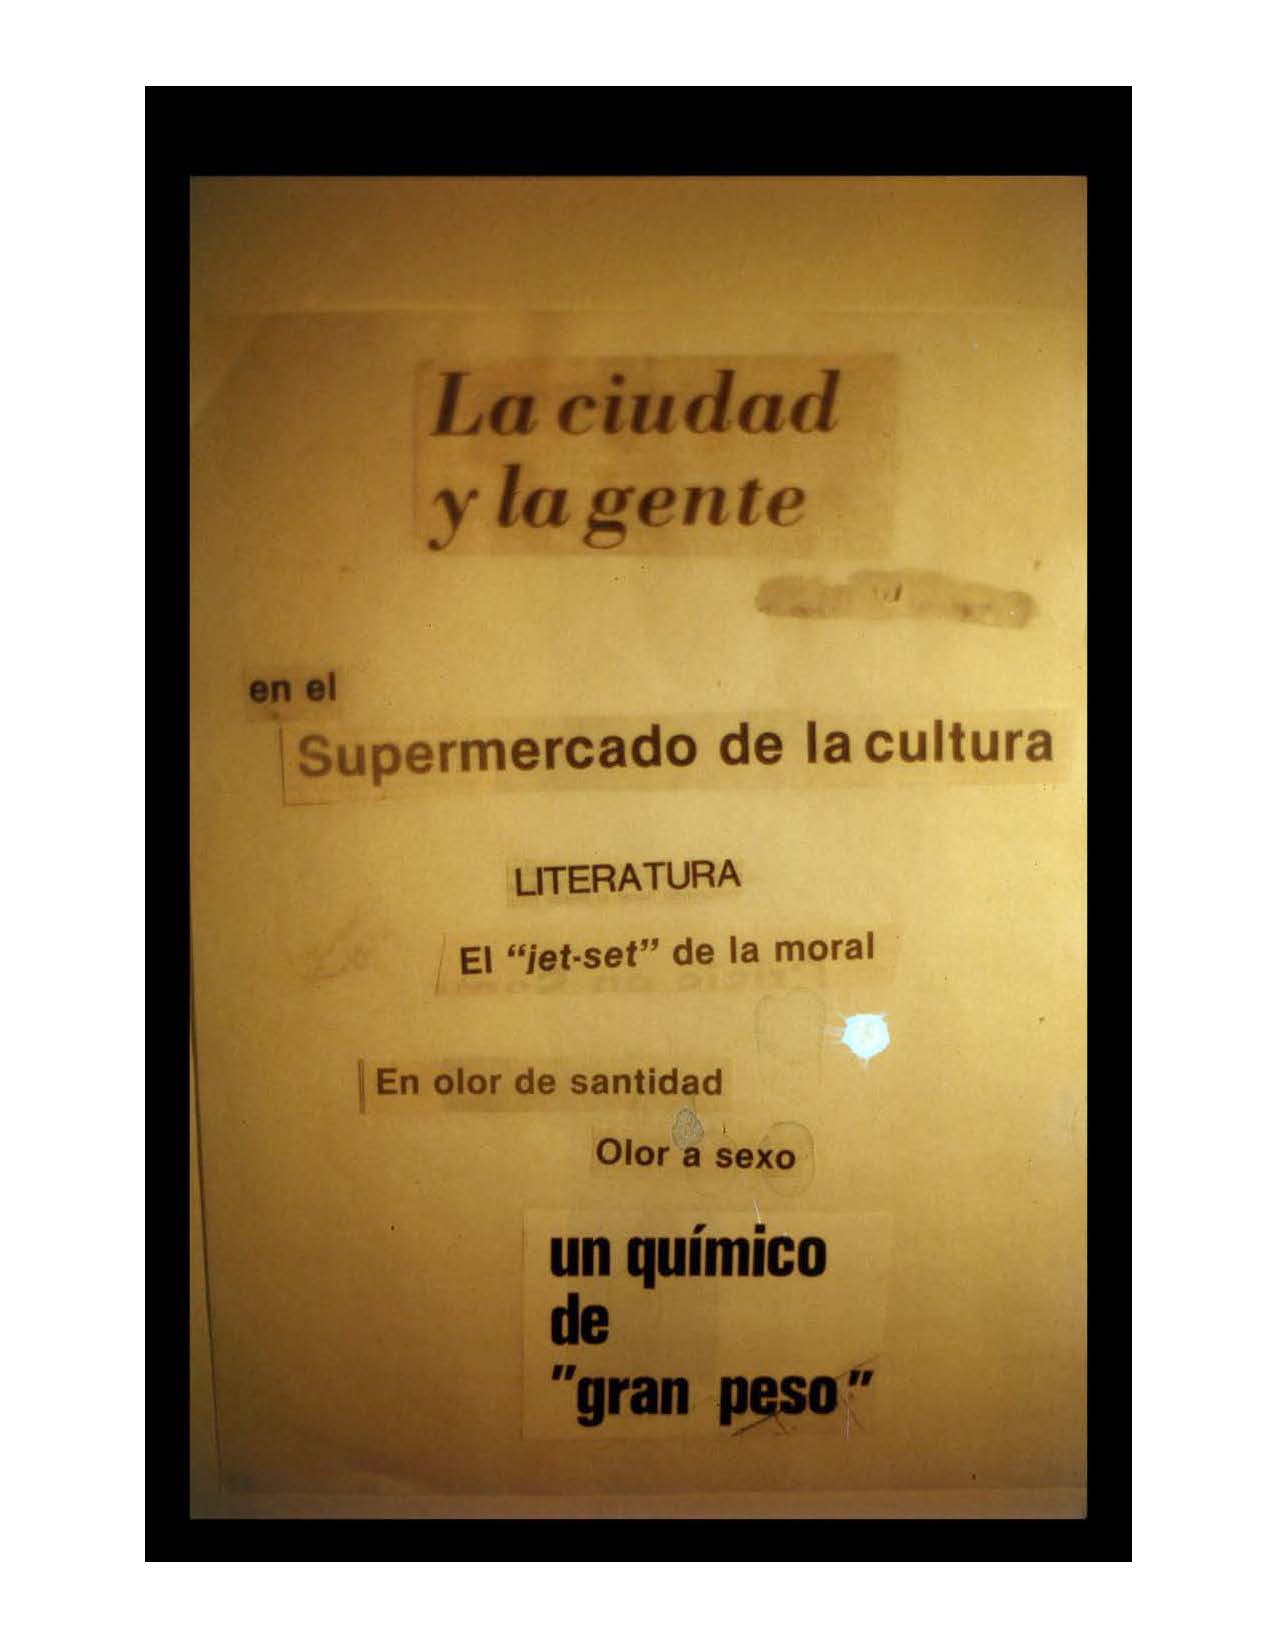 La ciudad
y la gente
en el
Supermercado de la cultura
LITERATURA
El “jet-set” de la moral
En olor de santidad
Olor a sexo
un químico
de
"gran peso"